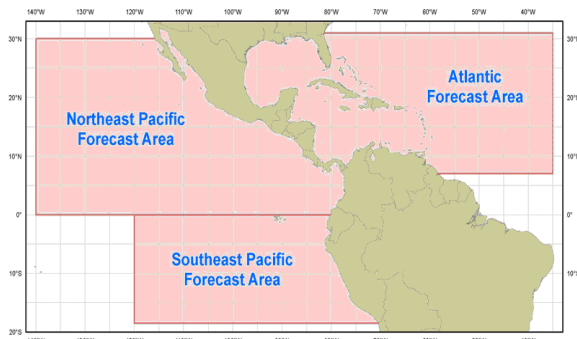 140°W 130°W 120°W 110°W 100°W 90°W 80°W 70°W 60°W 50°W 40°W
30°N 30°N
Atlantic
Forecast Area
20°N 20°N
Northeast Pacific
Forecast Area
10°N 10°N
0° 0°
Southeast Pacific
Forecast Area
10°S 10°S
20°S 20°S